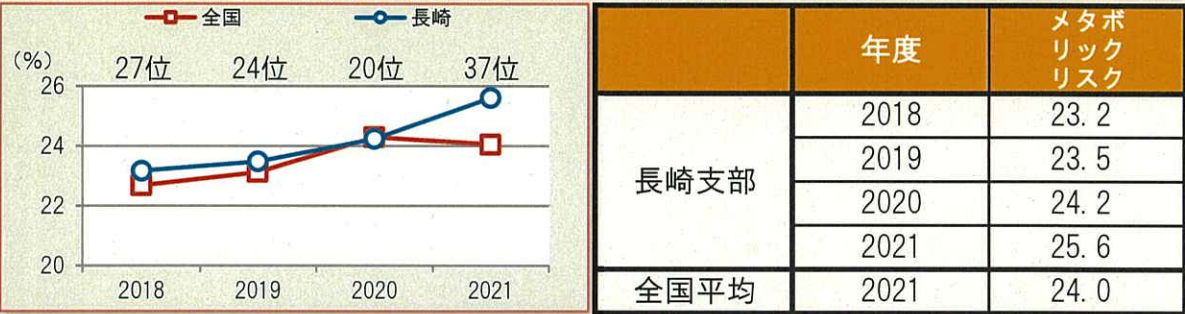 全国 長崎
(%) 27位 24位 20位 37位
26
24
22
20
2018 2019 2020 2021
年度 メタボ
リック
リスク
長崎支部
2018 23.2
2019 23.5
2020 24.2
2021 25.6
全国平均 2021 24.0